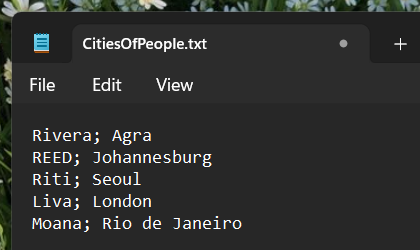 CitiesOfPeople.txt
File Edit View
Rivera; Agra
REED; Johannesburg
Riti; Seoul
Liva; London
Moana; Rio de Janeiro